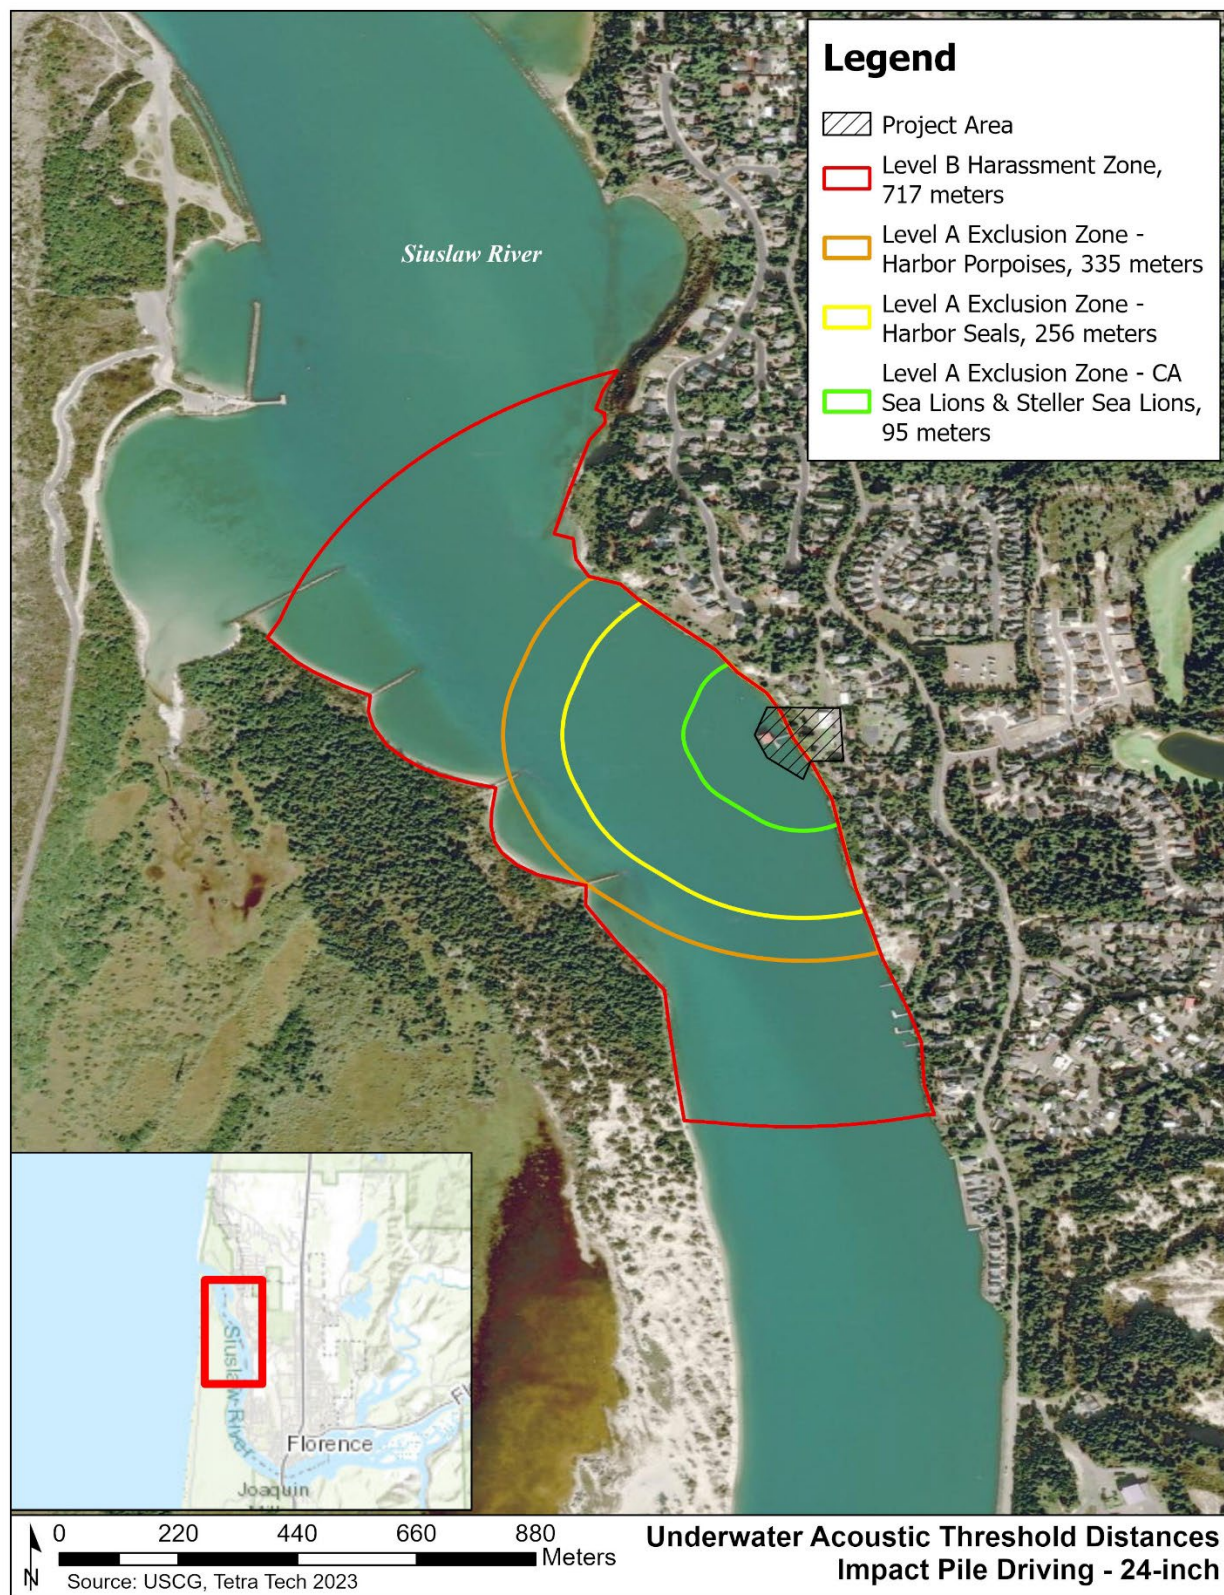 Legend
Project Area
Level B Harassment Zone,
717 meters
Level A Exclusion Zone -
Harbor Porpoises, 335 meters
Level A Exclusion Zone -
Harbor Seals, 256 meters
Level A Exclusion Zone - CA
Sea Lions & Steller Sea Lions,
95 meters
Siuslaw River
Siuslaw River
Florence
Joaquin
N
0 220 440 660 880
Meters
Source: USCG, Tetra Tech 2023
Underwater Acoustic Threshold Distances
Impact Pile Driving - 24-inch